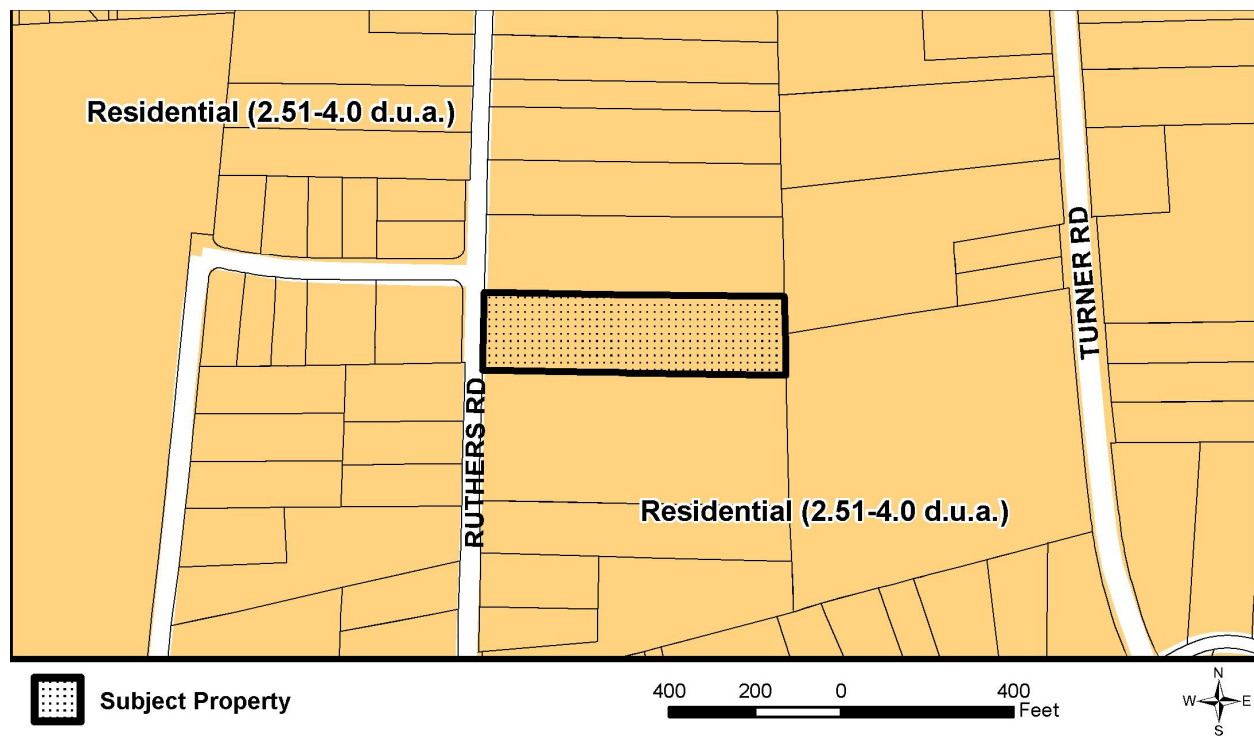 Residential (2.51-4.0 d.u.a.)
TURNER RD
RUTHERS RD
Residential (2.51-4.0 d.u.a.)
Subject Property
400 200 0 400
Feet
N
W E
S